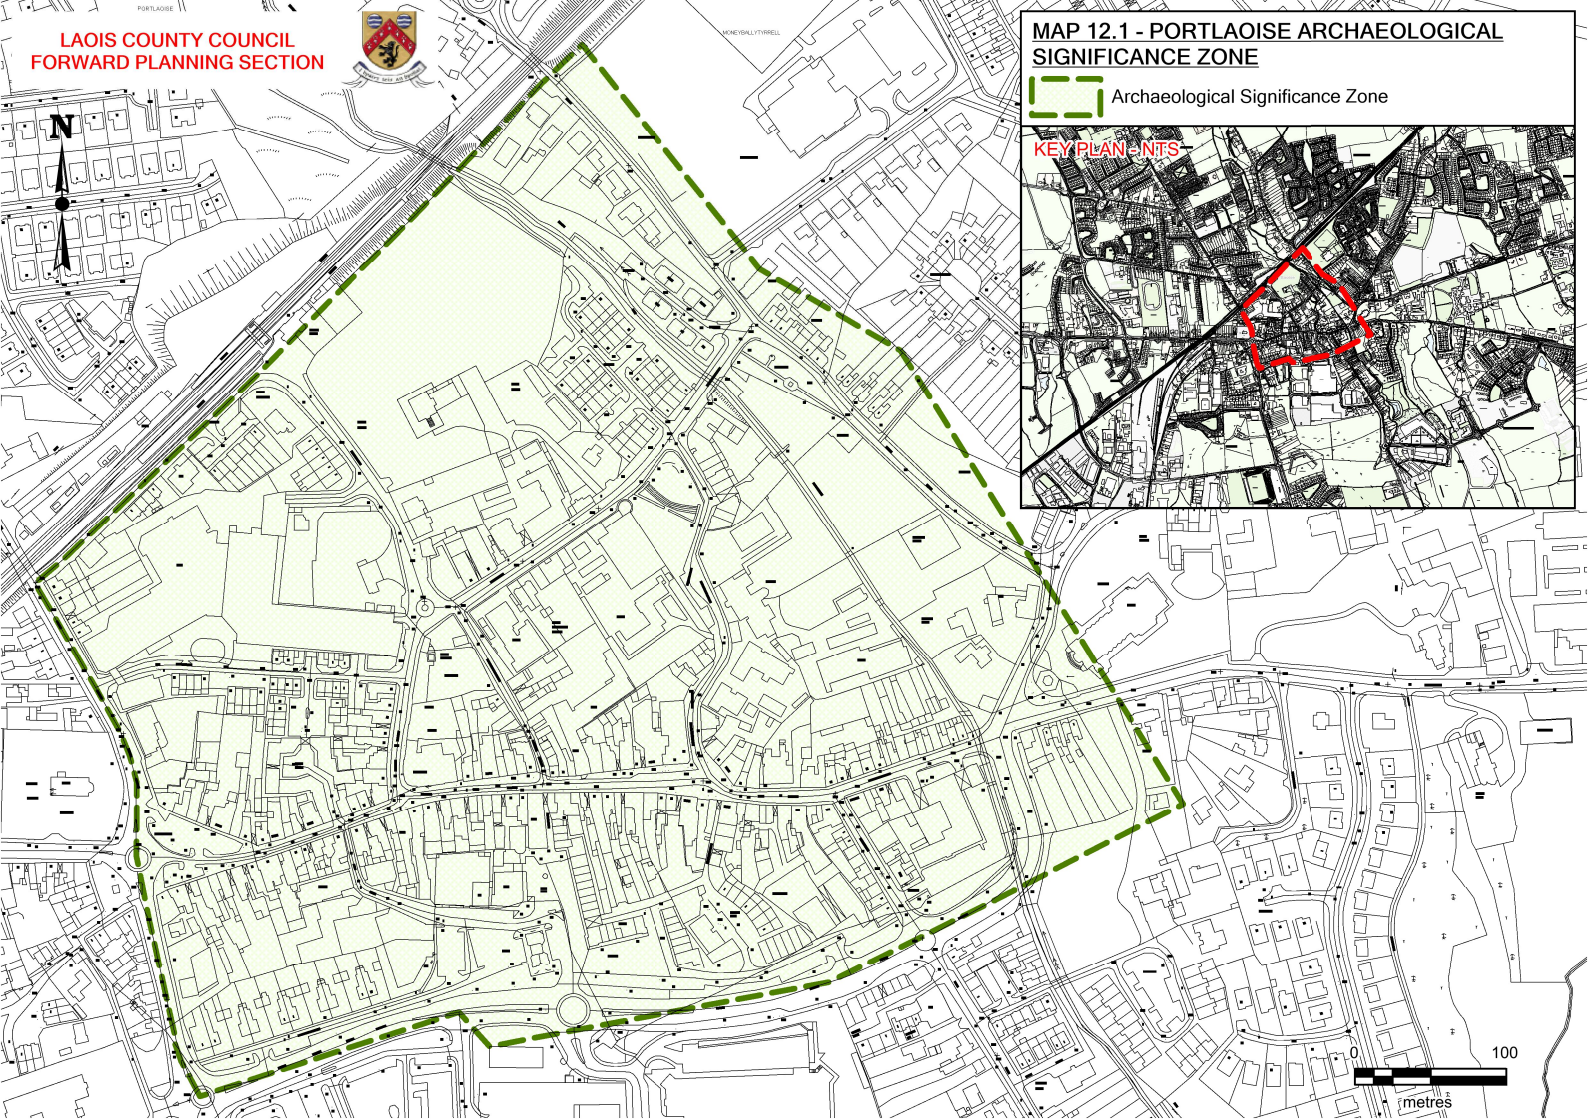 PORTLAOISE
LAOIS COUNTY COUNCIL
FORWARD PLANNING SECTION
MONEYBALLYTYRRELL
MAP 12.1 - PORTLAOISE ARCHAEOLOGICAL
SIGNIFICANCE ZONE
Archaeological Significance Zone
KEY PLAN - NTS
N
0 100
metres